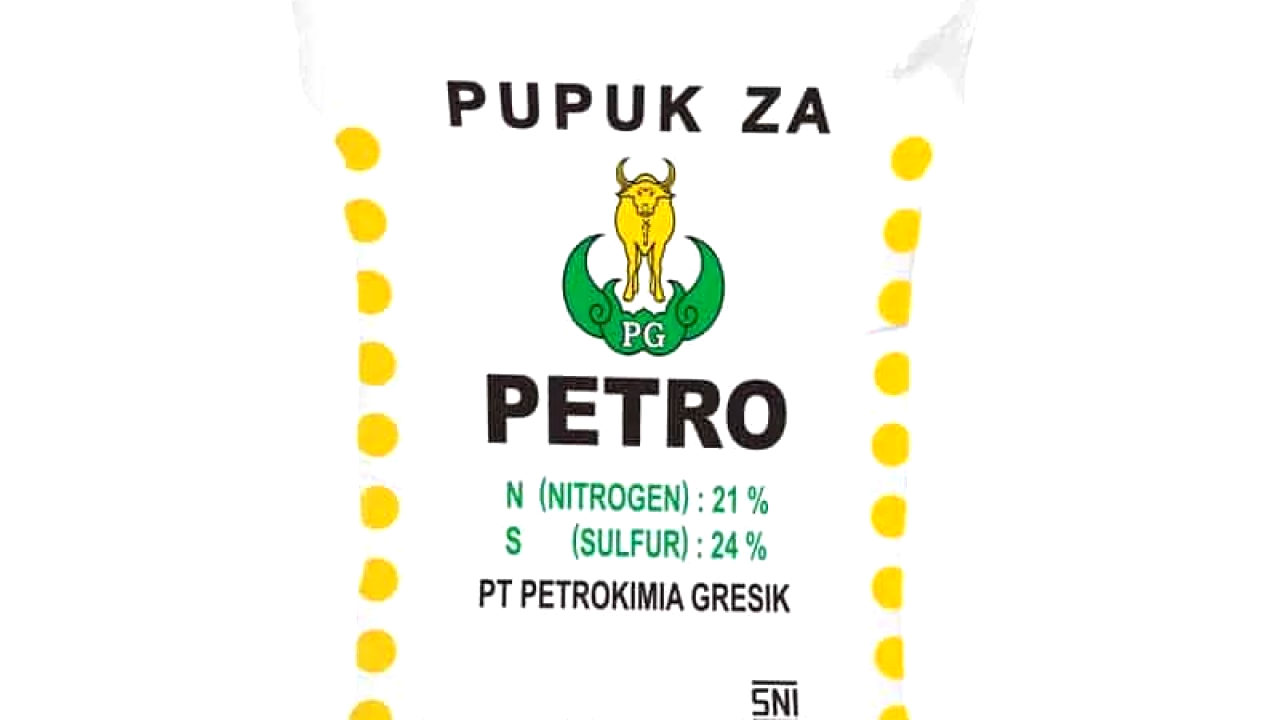 PUPUK ZA
PG
PETRO
N (NITROGEN) : 21 %
S (SULFUR) : 24 %
PT PETROKIMIA GRESIK
SNI